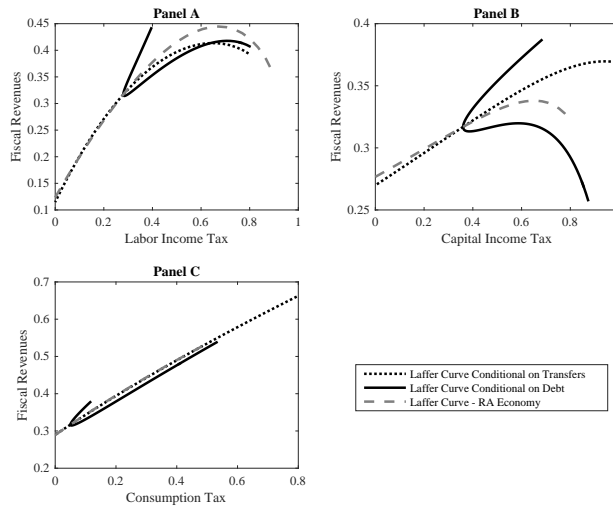 Panel A
0.45
0.4
0.35
0.3
0.25
0.2
0.15
0.1
0 0.2 0.4 0.6 0.8 1
Fiscal Revenues
Labor Income Tax
Panel B
0.4
0.35
0.3
0.25
0 0.2 0.4 0.6 0.8
Fiscal Revenues
Capital Income Tax
Panel C
0.7
0.6
0.5
0.4
0.3
0.2
0 0.2 0.4 0.6 0.8
Fiscal Revenues
Consumption Tax
Laffer Curve Conditional on Transfers
Laffer Curve Conditional on Debt
Laffer Curve - RA Economy